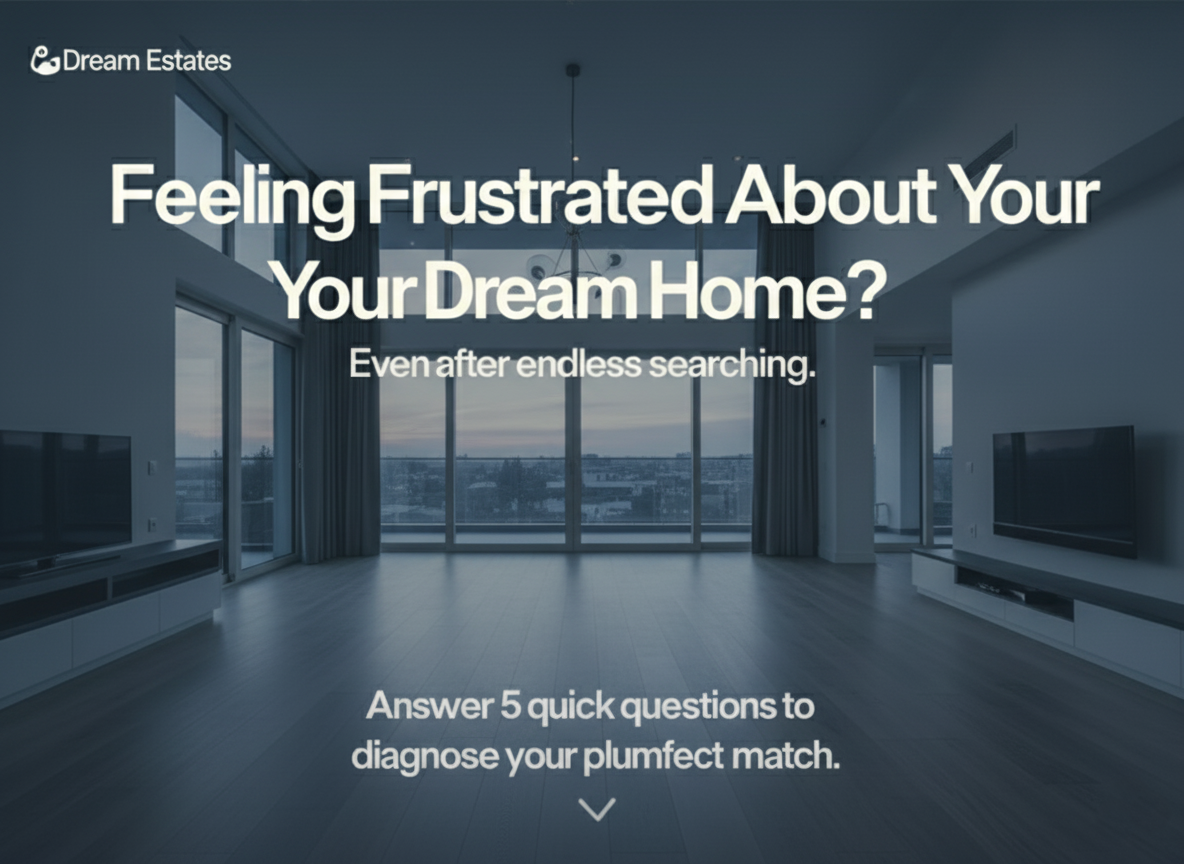 Dream Estates
Feeling Frustrated About Your
Your Dream Home?
Even after endless searching.
Answer 5 quick questions to
diagnose your plumfect match.